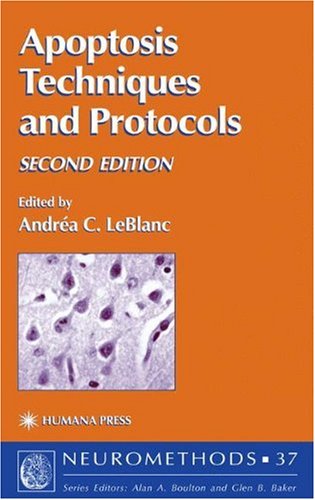 Apoptosis
Techniques
and Protocols
SECOND EDITION
Edited by
Andréa C. LeBlanc
HUMANA PRESS
NEUROMETHODS ▪ 37
Series Editors: Alan A. Boulton and Glen B. Baker